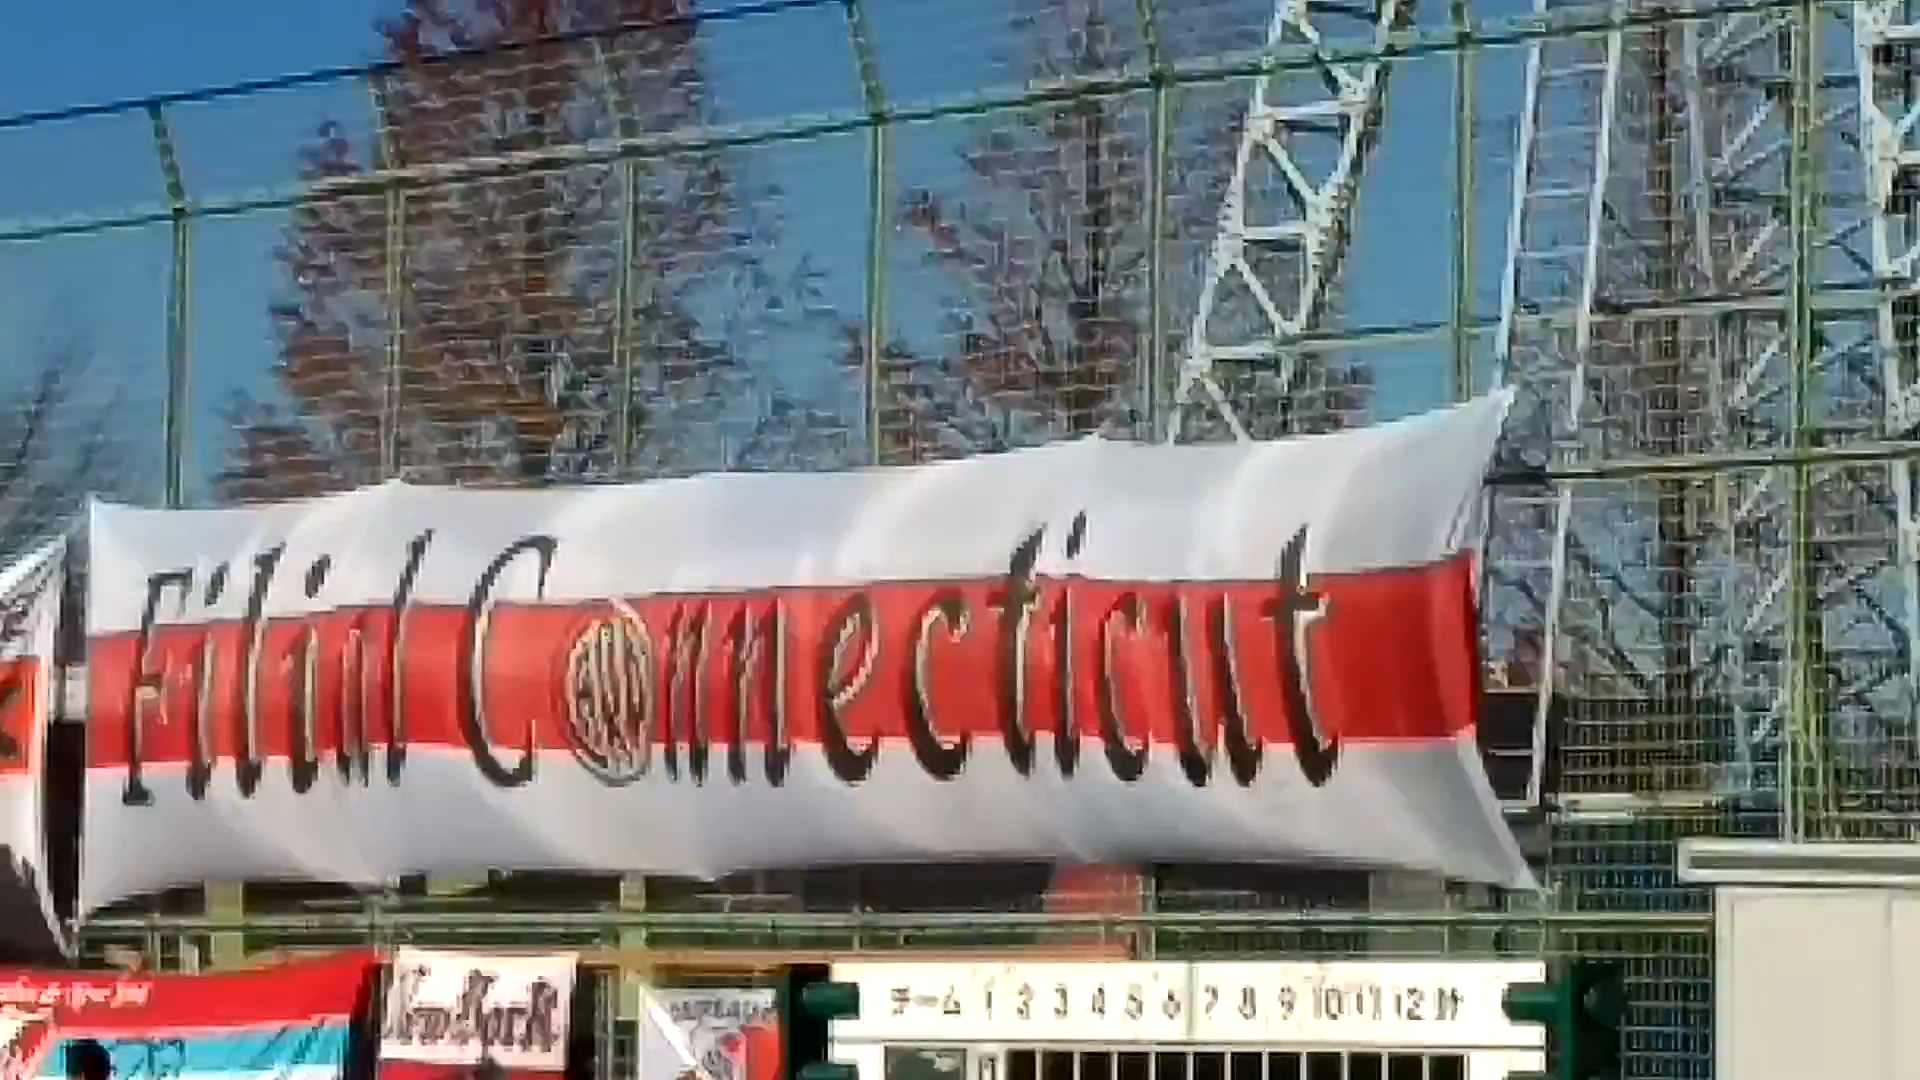 Filial Connecticut
New York
チーム 1 2 3 4 5 6 7 8 9 10 11 12 計